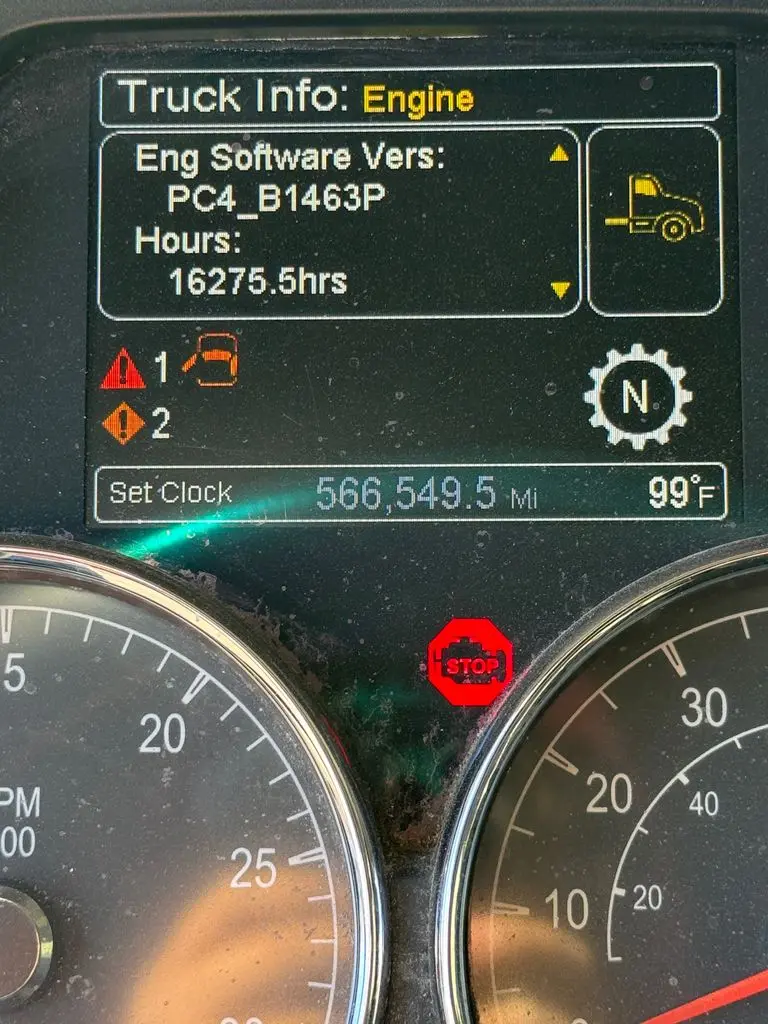 Truck Info: Engine
Eng Software Vers:
PC4_B1463P
Hours:
16275.5hrs
1
2
N
Set Clock 566,549.5 Mi 99°F
STOP
5
20
25
PM
00
30
20
10
40
20